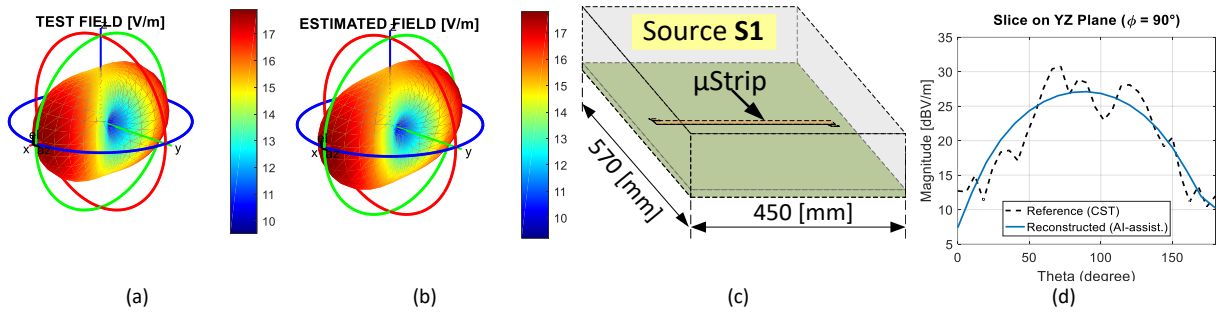 TEST FIELD [V/m]
z
x
y
17
16
15
14
13
12
11
10
(a)
ESTIMATED FIELD [V/m]
z
x
y
17
16
15
14
13
12
11
10
(b)
Source S1
µStrip
570 [mm]
450 [mm]
(c)
Slice on YZ Plane (ϕ = 90°)
Magnitude [dBV/m]
35
30
25
20
15
10
5
Reference (CST)
Reconstructed (AI-assist.)
0 50 100 150
Theta (degree)
(d)